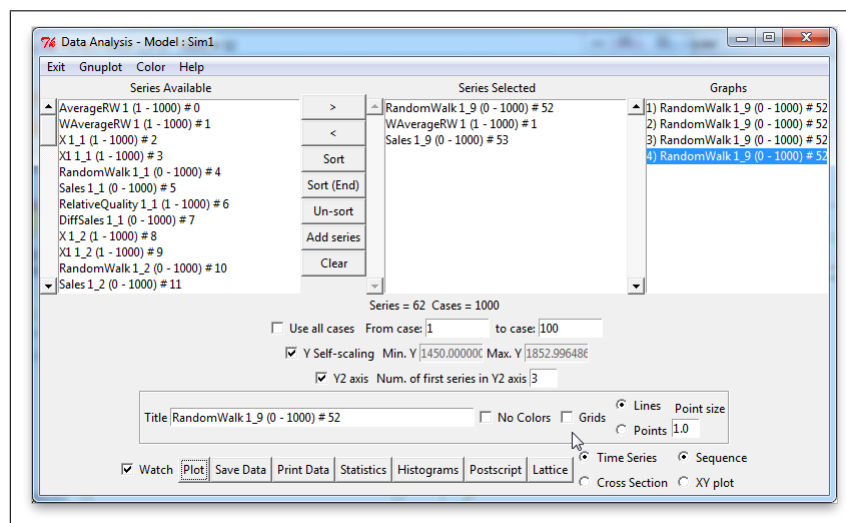 Data Analysis - Model : Sim1
Exit Gnuplot Color Help
Series Available
AverageRW 1 (1 - 1000) # 0
WAverageRW 1 (1 - 1000) # 1
X 1_1 (1 - 1000) # 2
X1 1_1 (1 - 1000) # 3
RandomWalk 1_1 (0 - 1000) # 4
Sales 1_1 (0 - 1000) # 5
RelativeQuality 1_1 (1 - 1000) # 6
DiffSales 1_1 (0 - 1000) # 7
X 1_2 (1 - 1000) # 8
X1 1_2 (1 - 1000) # 9
RandomWalk 1_2 (0 - 1000) # 10
Sales 1_2 (0 - 1000) # 11
>
<
Sort
Sort (End)
Un-sort
Add series
Clear
Series Selected
RandomWalk 1_9 (0 - 1000) # 52
WAverageRW 1 (1 - 1000) # 1
Sales 1_9 (0 - 1000) # 53
Graphs
1) RandomWalk 1_9 (0 - 1000) # 52
2) RandomWalk 1_9 (0 - 1000) # 52
3) RandomWalk 1_9 (0 - 1000) # 52
4) RandomWalk 1_9 (0 - 1000) # 52
Series = 62 Cases = 1000
Use all cases From case: 1 to case: 100
Y Self-scaling Min. Y 1450.000000 Max. Y 1852.996486
Y2 axis Num. of first series in Y2 axis 3
Title RandomWalk 1_9 (0 - 1000) # 52 No Colors Grids
Lines
Points
Point size
1.0
Watch Plot Save Data Print Data Statistics Histograms Postscript Lattice
Time Series Sequence
Cross Section XY plot